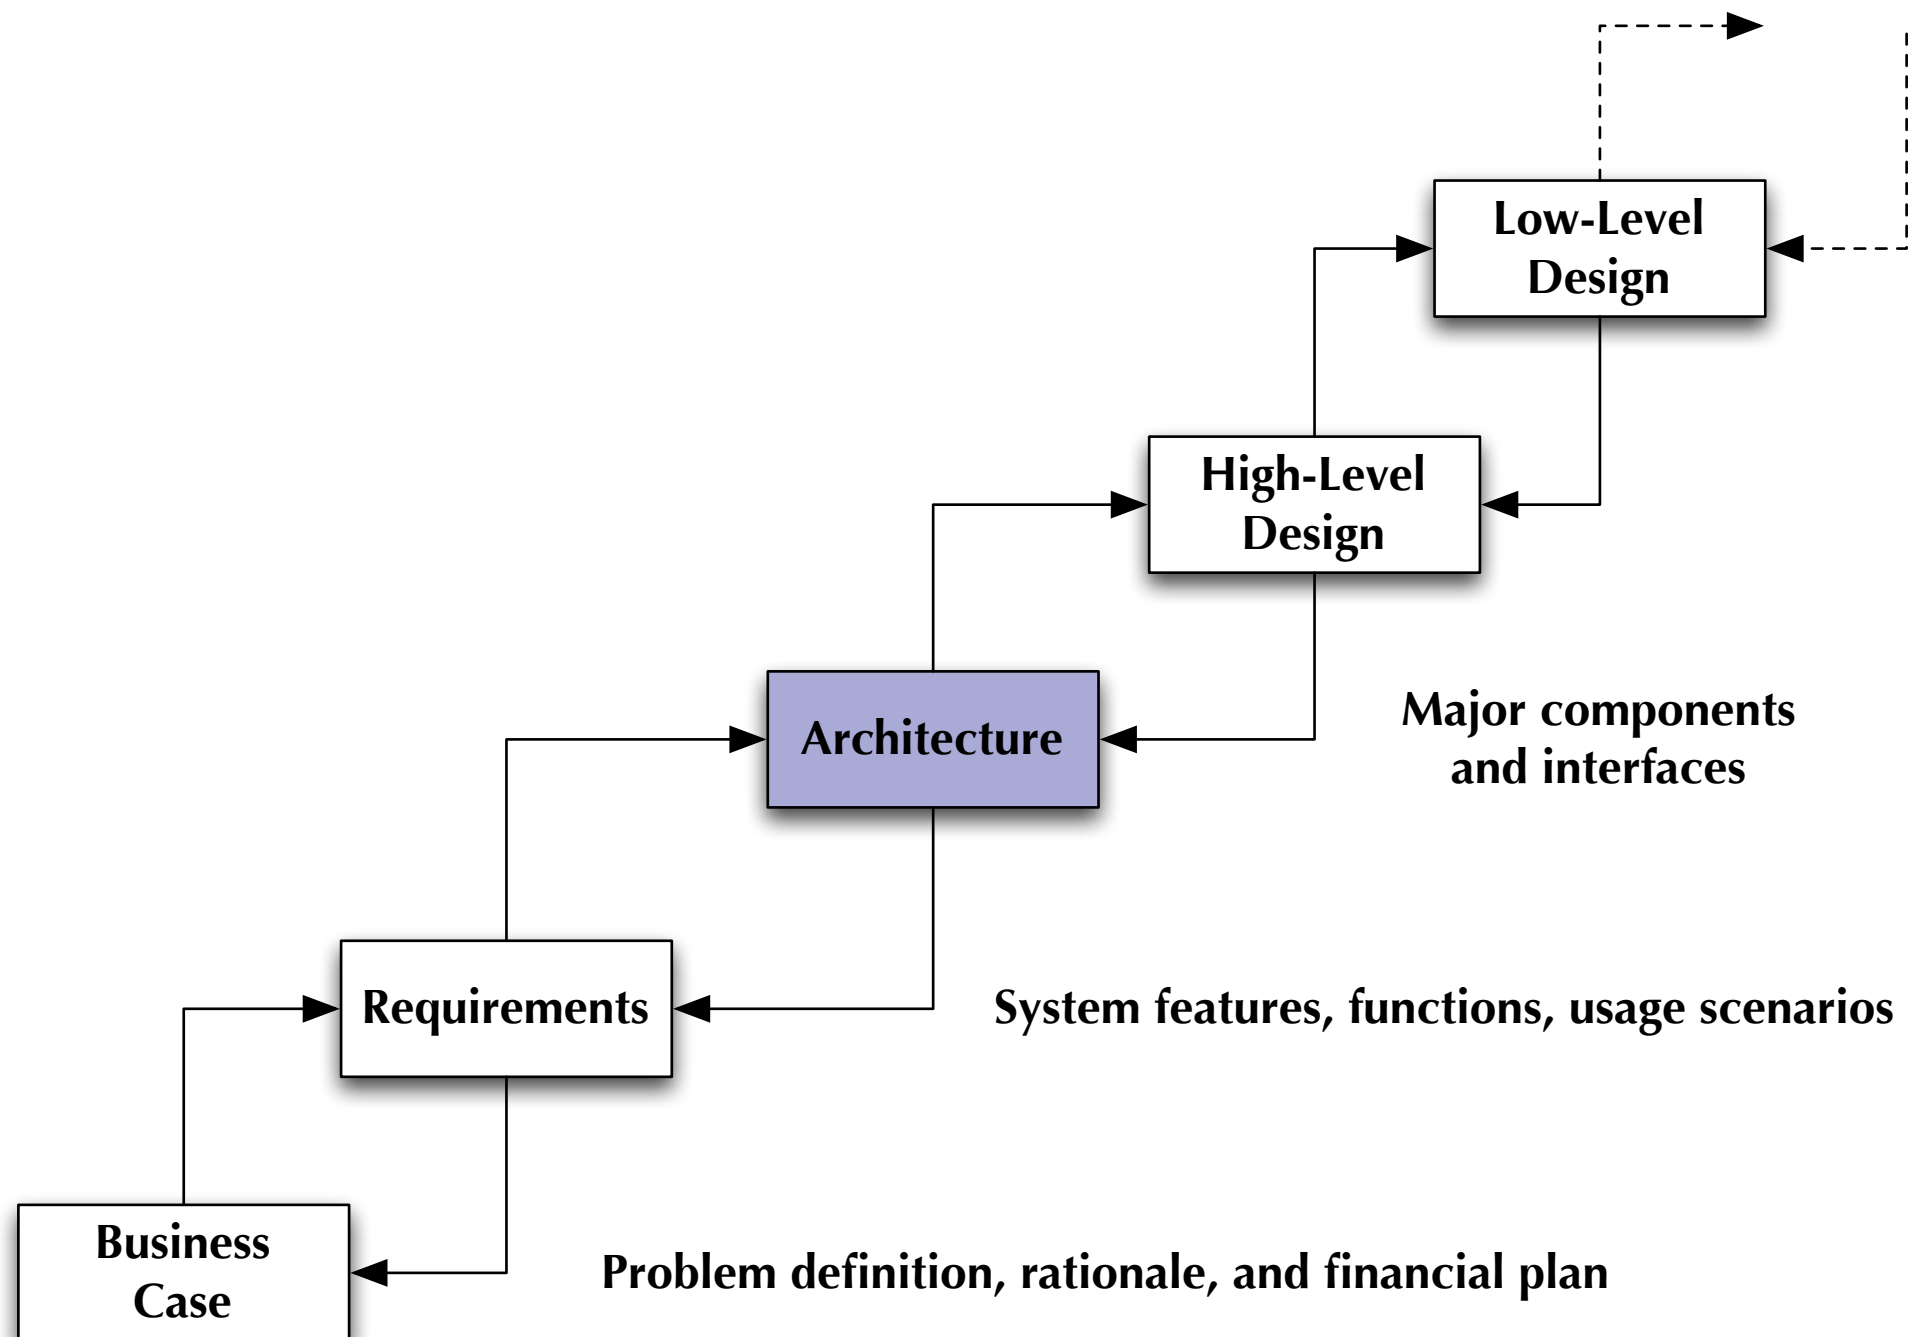 Low-Level
Design
High-Level
Design
Architecture
Major components
and interfaces
Requirements
System features, functions, usage scenarios
Business
Case
Problem definition, rationale, and financial plan